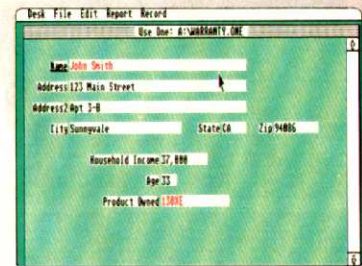 Desk File Edit Report Record
Use One: A:\WARRANTY.ONE
Name John Smith
Address 123 Main Street
Address2 Apt 3-B
City Sunnyvale State CA Zip 94086
Household Income 37,000
Age 33
Product Owned 130XE